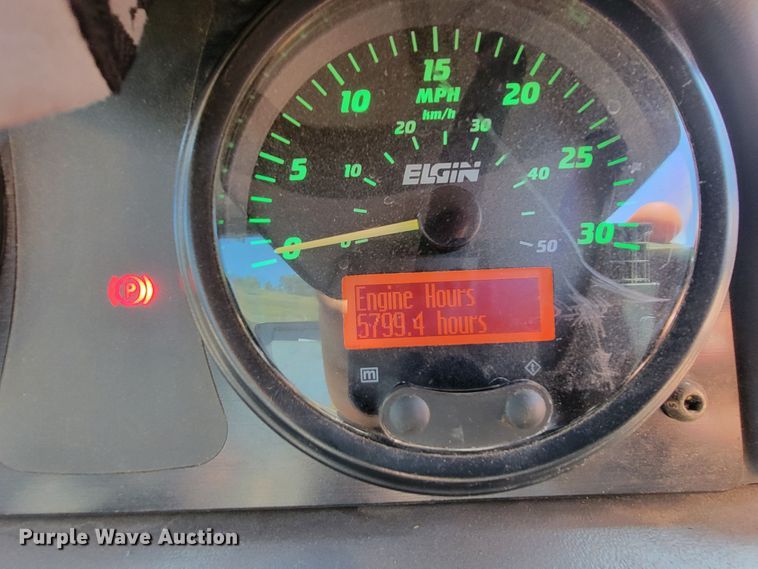 15
10 MPH 20
km/h
20 30
5 10 ELGIN 40 25
0 0 50 30
Engine Hours
5799.4 hours
m
P
Purple Wave Auction